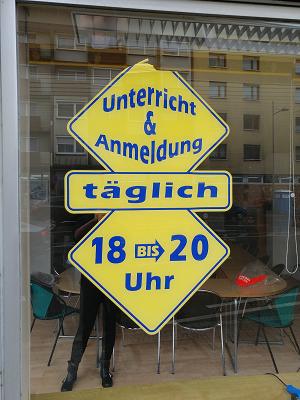 Unterricht
&
Anmeldung
täglich
18 BIS 20
Uhr